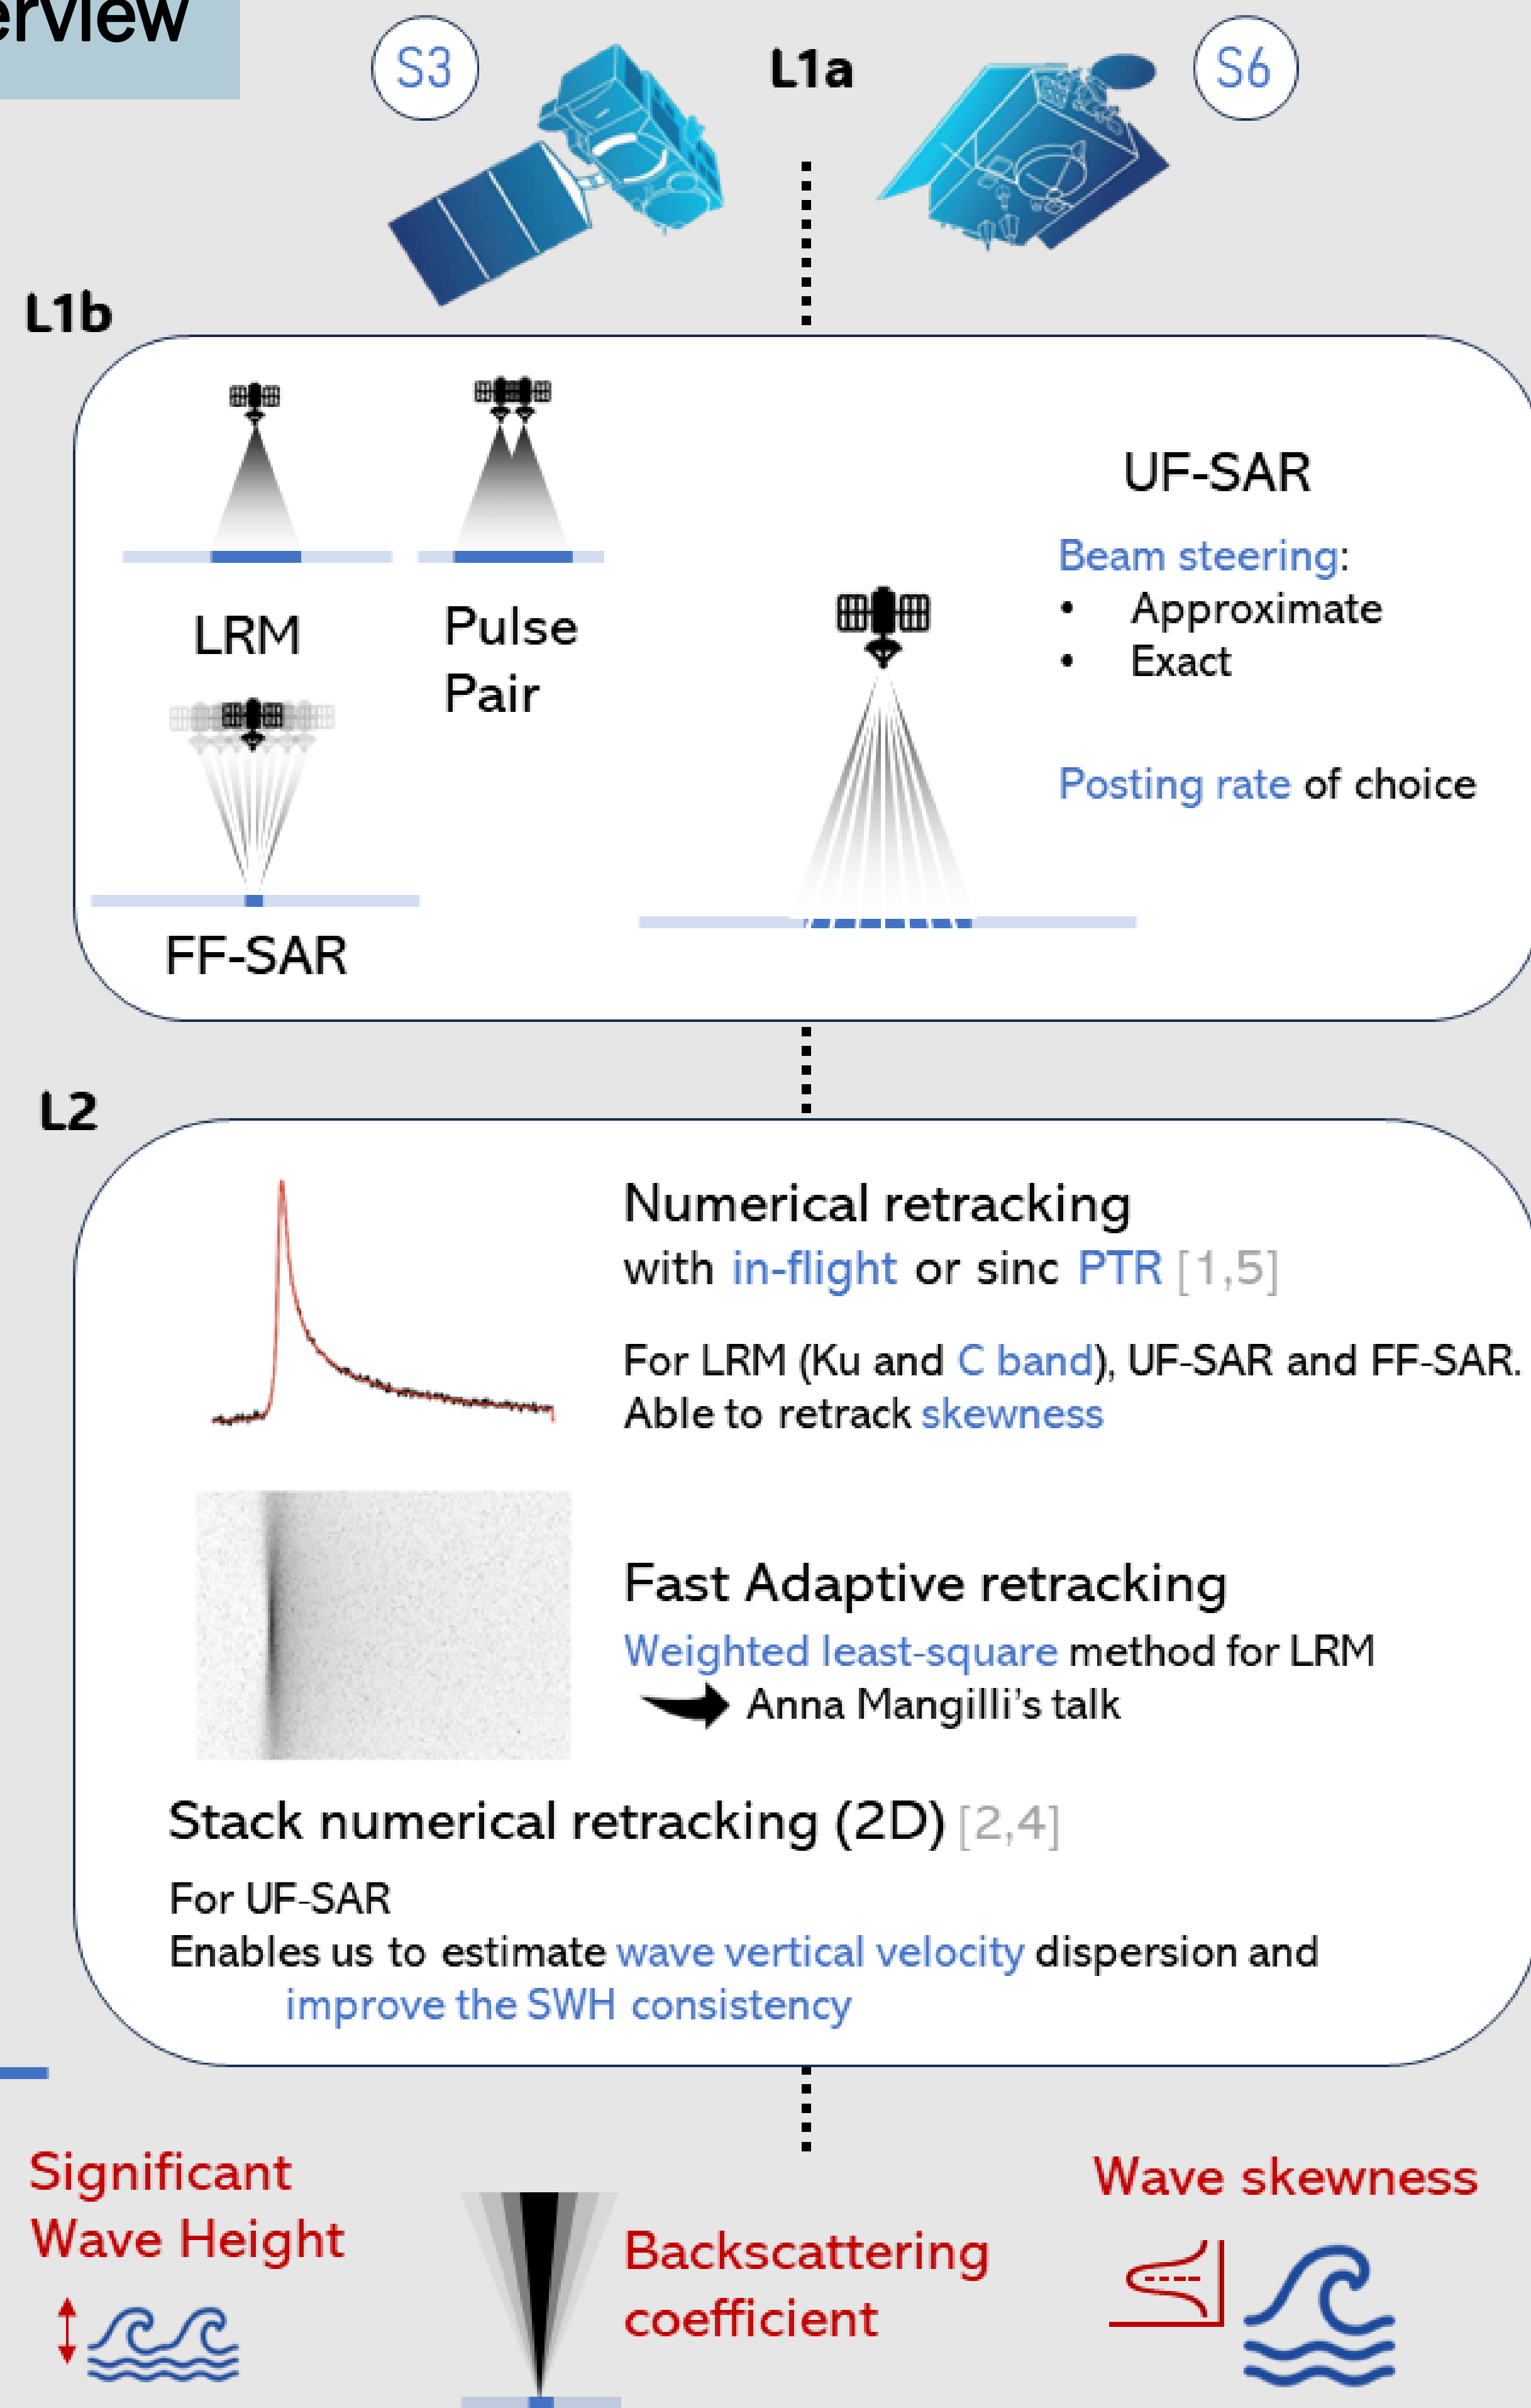 erview
S3
L1a
S6
L1b
LRM
Pulse
Pair
FF-SAR
UF-SAR
Beam steering:
• Approximate
• Exact
Posting rate of choice
L2
Numerical retracking
with in-flight or sinc PTR [1,5]
For LRM (Ku and C band), UF-SAR and FF-SAR.
Able to retrack skewness
Fast Adaptive retracking
Weighted least-square method for LRM
Anna Mangilli's talk
Stack numerical retracking (2D) [2,4]
For UF-SAR
Enables us to estimate wave vertical velocity dispersion and
improve the SWH consistency
Significant
Wave Height
Backscattering
coefficient
Wave skewness